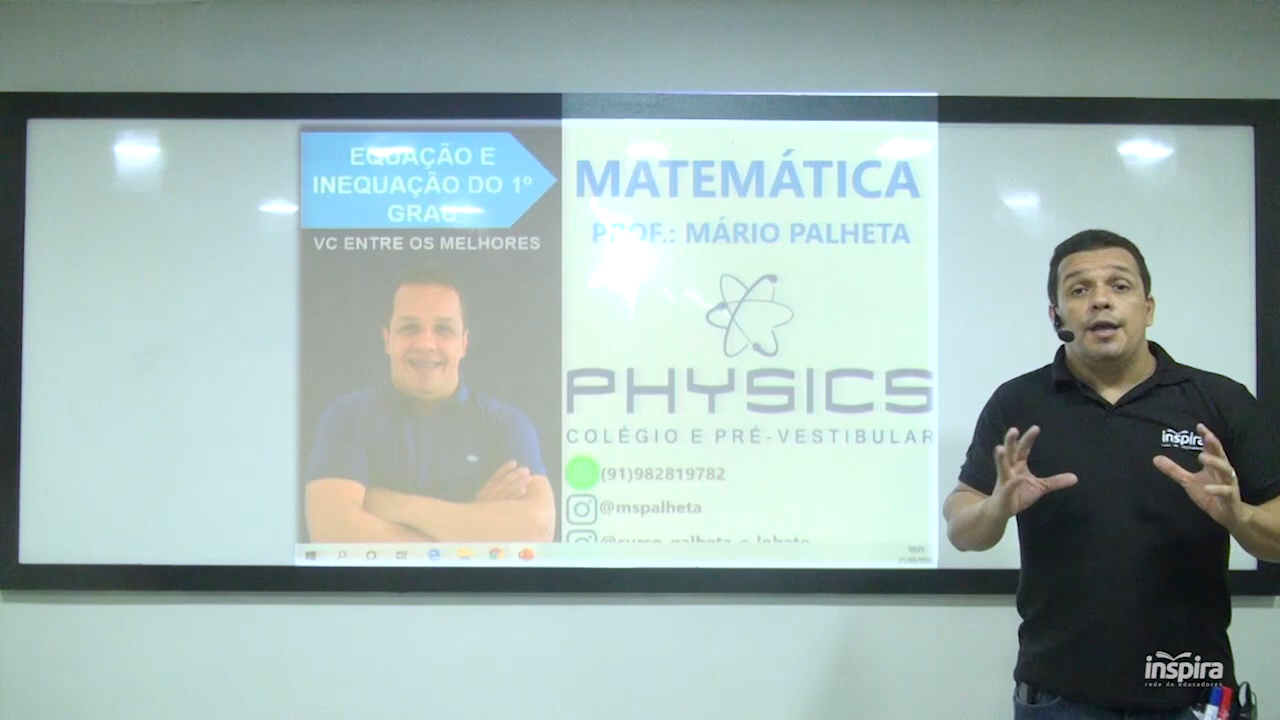 EQUAÇÃO E
INEQUAÇÃO DO 1º
GRAU
VC ENTRE OS MELHORES
MATEMÁTICA
PROF.: MÁRIO PALHETA
PHYSICS
COLÉGIO E PRÉ-VESTIBULAR
(91)982819782
@mspalheta
@curso_palheta_e_lobato
inspira
inspira
rede de educadores